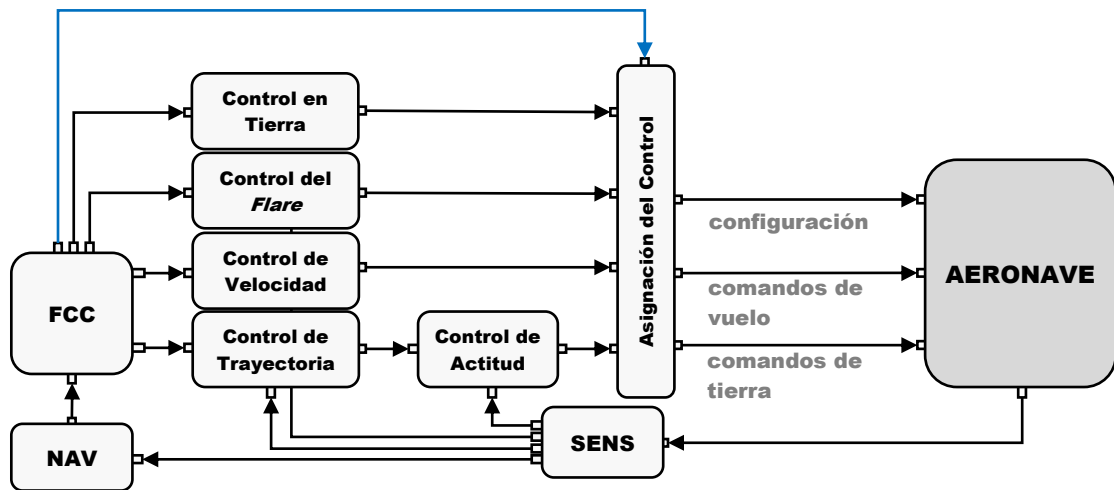 Control en
Tierra
Control del
Flare
Control de
Velocidad
FCC
Control de
Trayectoria
Control de
Actitud
Asignación del Control
configuración
comandos de
vuelo
comandos de
tierra
AERONAVE
NAV
SENS